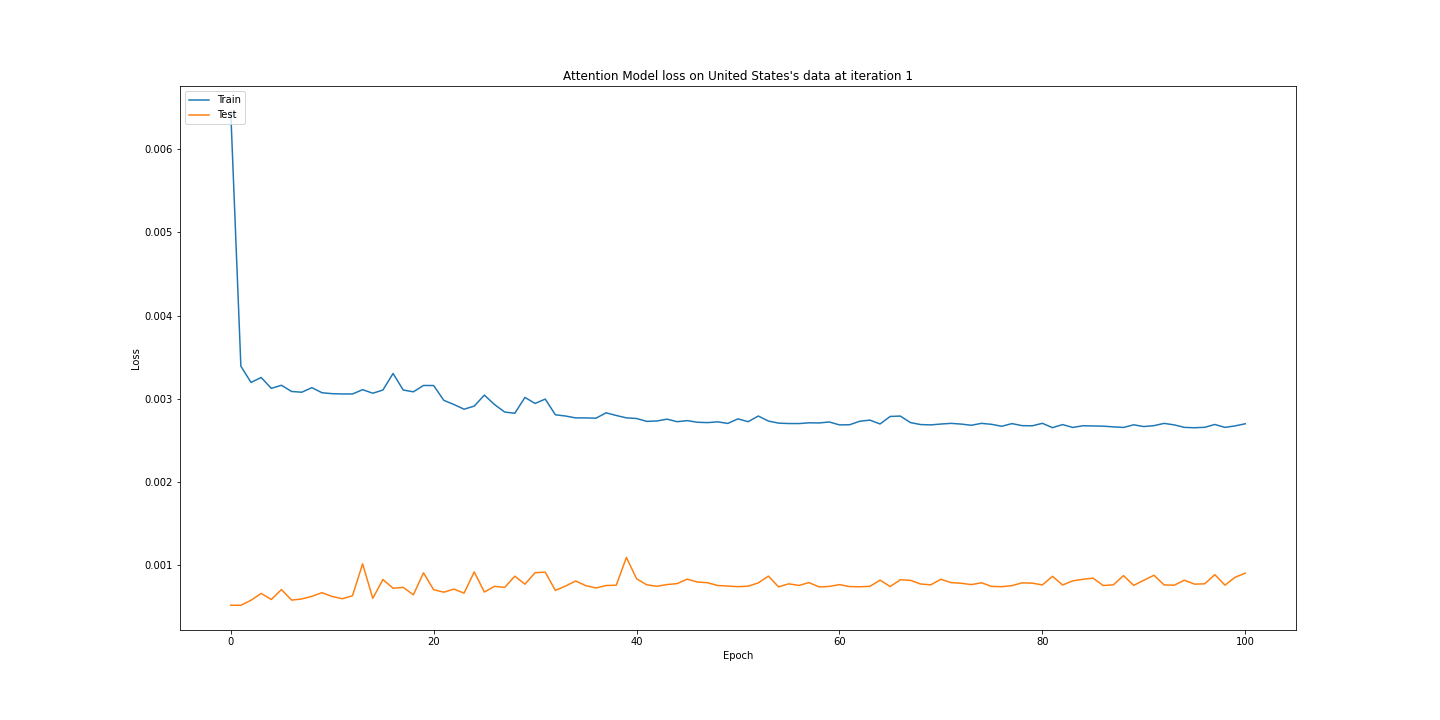 Attention Model loss on United States's data at iteration 1
Train
Test
0.006
0.005
0.004
0.003
0.002
0.001
Loss
0
20
40
60
80
100
Epoch